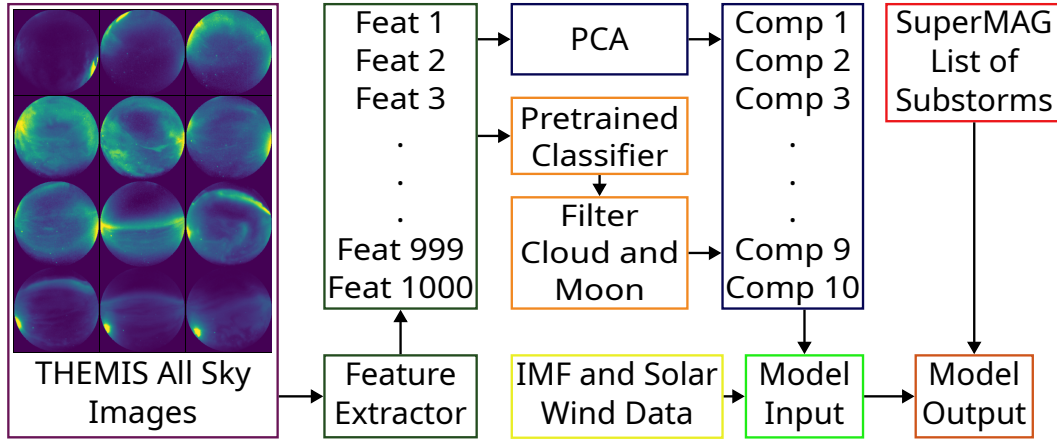 THEMIS All Sky
Images
Feature
Extractor
Feat 1
Feat 2
Feat 3
.
.
.
Feat 999
Feat 1000
PCA
Pretrained
Classifier
Filter
Cloud and
Moon
Comp 1
Comp 2
Comp 3
.
.
.
Comp 9
Comp 10
IMF and Solar
Wind Data
Model
Input
SuperMAG
List of
Substorms
Model
Output